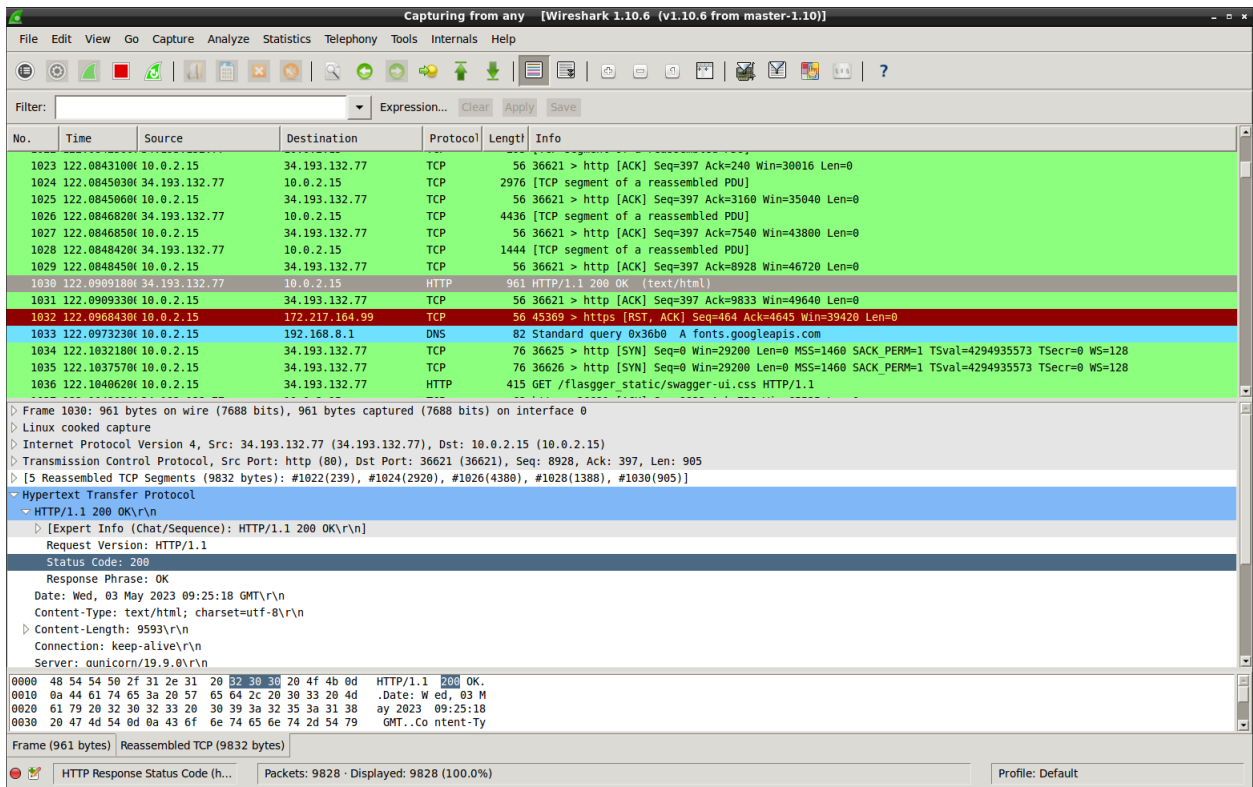 Capturing from any [Wireshark 1.10.6 (v1.10.6 from master-1.10)]
File Edit View Go Capture Analyze Statistics Telephony Tools Internals Help
Filter: Expression... Clear Apply Save
No. Time Source Destination Protocol Length Info
1023 122.08431000 10.0.2.15 34.193.132.77 TCP 56 36621 > http [ACK] Seq=397 Ack=240 Win=30016 Len=0
1024 122.08450300 34.193.132.77 10.0.2.15 TCP 2976 [TCP segment of a reassembled PDU]
1025 122.08450600 10.0.2.15 34.193.132.77 TCP 56 36621 > http [ACK] Seq=397 Ack=3160 Win=35040 Len=0
1026 122.08468200 34.193.132.77 10.0.2.15 TCP 4436 [TCP segment of a reassembled PDU]
1027 122.08468500 10.0.2.15 34.193.132.77 TCP 56 36621 > http [ACK] Seq=397 Ack=7540 Win=43800 Len=0
1028 122.08484200 34.193.132.77 10.0.2.15 TCP 1444 [TCP segment of a reassembled PDU]
1029 122.08484500 10.0.2.15 34.193.132.77 TCP 56 36621 > http [ACK] Seq=397 Ack=8928 Win=46720 Len=0
1030 122.09091800 34.193.132.77 10.0.2.15 HTTP 961 HTTP/1.1 200 OK (text/html)
1031 122.09093300 10.0.2.15 34.193.132.77 TCP 56 36621 > http [ACK] Seq=397 Ack=9833 Win=49640 Len=0
1032 122.09684300 10.0.2.15 172.217.164.99 TCP 56 45369 > https [RST, ACK] Seq=464 Ack=4645 Win=39420 Len=0
1033 122.09732300 10.0.2.15 192.168.8.1 DNS 82 Standard query 0x36b0 A fonts.googleapis.com
1034 122.10321800 10.0.2.15 34.193.132.77 TCP 76 36625 > http [SYN] Seq=0 Win=29200 Len=0 MSS=1460 SACK_PERM=1 TSval=4294935573 TSecr=0 WS=128
1035 122.10375700 10.0.2.15 34.193.132.77 TCP 76 36626 > http [SYN] Seq=0 Win=29200 Len=0 MSS=1460 SACK_PERM=1 TSval=4294935573 TSecr=0 WS=128
1036 122.10406200 10.0.2.15 34.193.132.77 HTTP 415 GET /flasgger_static/swagger-ui.css HTTP/1.1
Frame 1030: 961 bytes on wire (7688 bits), 961 bytes captured (7688 bits) on interface 0
Linux cooked capture
Internet Protocol Version 4, Src: 34.193.132.77 (34.193.132.77), Dst: 10.0.2.15 (10.0.2.15)
Transmission Control Protocol, Src Port: http (80), Dst Port: 36621 (36621), Seq: 8928, Ack: 397, Len: 905
[5 Reassembled TCP Segments (9832 bytes): #1022(239), #1024(2920), #1026(4380), #1028(1388), #1030(905)]
Hypertext Transfer Protocol
HTTP/1.1 200 OK\r\n
[Expert Info (Chat/Sequence): HTTP/1.1 200 OK\r\n]
Request Version: HTTP/1.1
Status Code: 200
Response Phrase: OK
Date: Wed, 03 May 2023 09:25:18 GMT\r\n
Content-Type: text/html; charset=utf-8\r\n
Content-Length: 9593\r\n
Connection: keep-alive\r\n
Server: gunicorn/19.9.0\r\n
0000 48 54 54 50 2f 31 2e 31 20 32 30 30 20 4f 4b 0d HTTP/1.1 200 OK.
0010 0a 44 61 74 65 3a 20 57 65 64 2c 20 30 33 20 4d .Date: W ed, 03 M
0020 61 79 20 32 30 32 33 20 30 39 3a 32 35 3a 31 38 ay 2023 09:25:18
0030 20 47 4d 54 0d 0a 43 6f 6e 74 65 6e 74 2d 54 79 GMT..Co ntent-Ty
Frame (961 bytes) Reassembled TCP (9832 bytes)
HTTP Response Status Code (h... Packets: 9828 · Displayed: 9828 (100.0%) Profile: Default